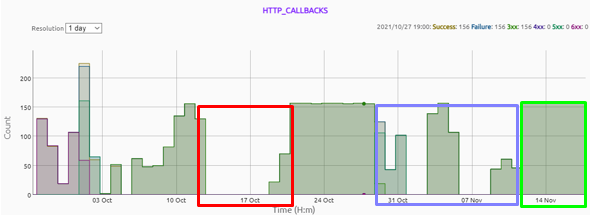 HTTP_CALLBACKS
Resolution 1 day
2021/10/27 19:00: Success: 156 Failure: 156 3xx: 156 4xx: 0 5xx: 0 6xx: 0
200
150
100
50
0
Count
03 Oct 10 Oct 17 Oct 24 Oct 31 Oct 07 Nov 14 Nov
Time (H:m)